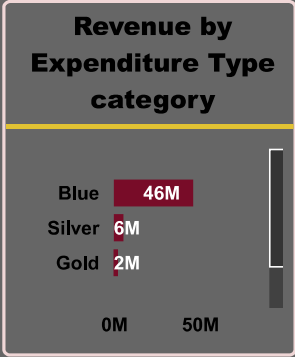 Revenue by
Expenditure Type
category
Blue 46M
Silver 6M
Gold 2M
0M 50M